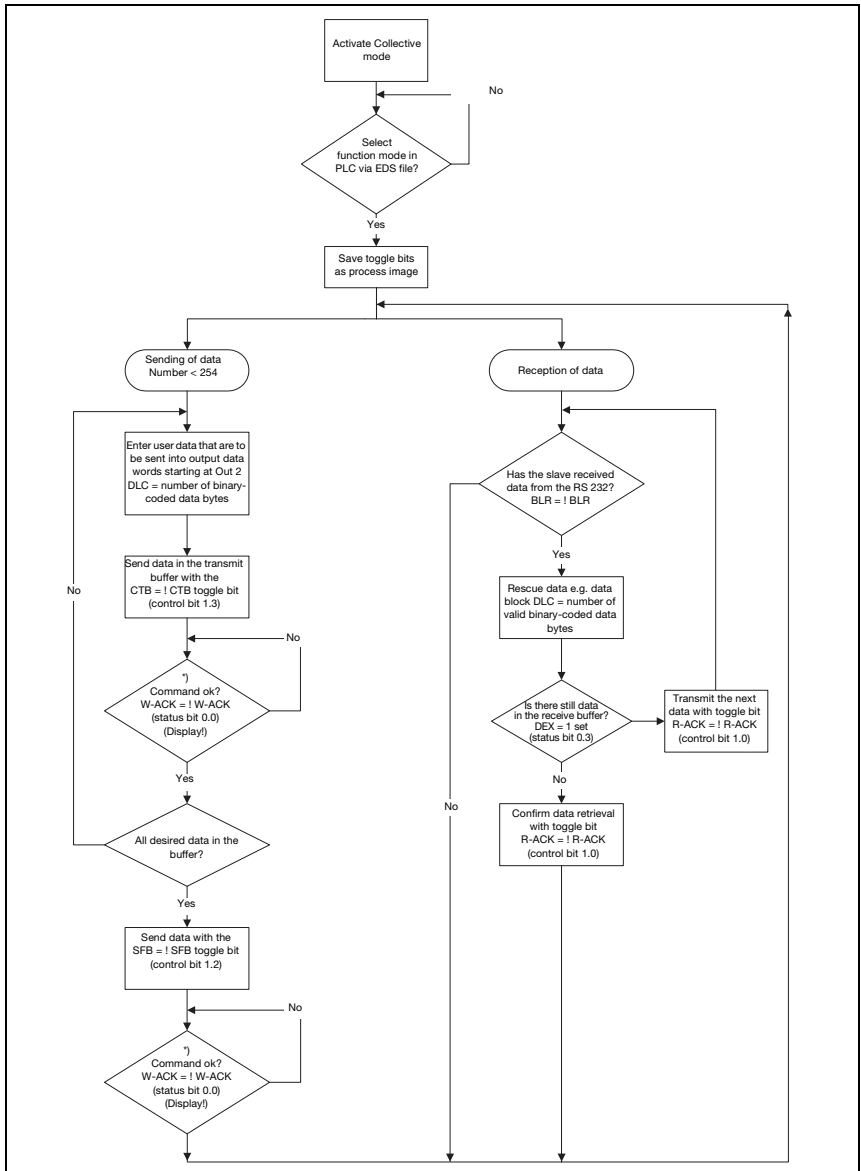 Activate Collective
mode
No
Select
function mode in
PLC via EDS file?
Yes
Save toggle bits
as process image
Sending of data
Number < 254
Enter user data that are to
be sent into output data
words starting at Out 2
DLC = number of binary-
coded data bytes
Send data in the transmit
buffer with the
CTB = ! CTB toggle bit
(control bit 1.3)
No
No
*)
Command ok?
W-ACK = ! W-ACK
(status bit 0.0)
(Display!)
Yes
All desired data in the
buffer?
Yes
Send data with the
SFB = ! SFB toggle bit
(control bit 1.2)
No
*)
Command ok?
W-ACK = ! W-ACK
(status bit 0.0)
(Display!)
Reception of data
Has the slave received
data from the RS 232?
BLR = ! BLR
Yes
Rescue data e.g. data
block DLC = number of
valid binary-coded data
bytes
Is there still data
in the receive buffer?
DEX = 1 set
(status bit 0.3)
Transmit the next
data with toggle bit
R-ACK = ! R-ACK
(control bit 1.0)
No
No
Confirm data retrieval
with toggle bit
R-ACK = ! R-ACK
(control bit 1.0)